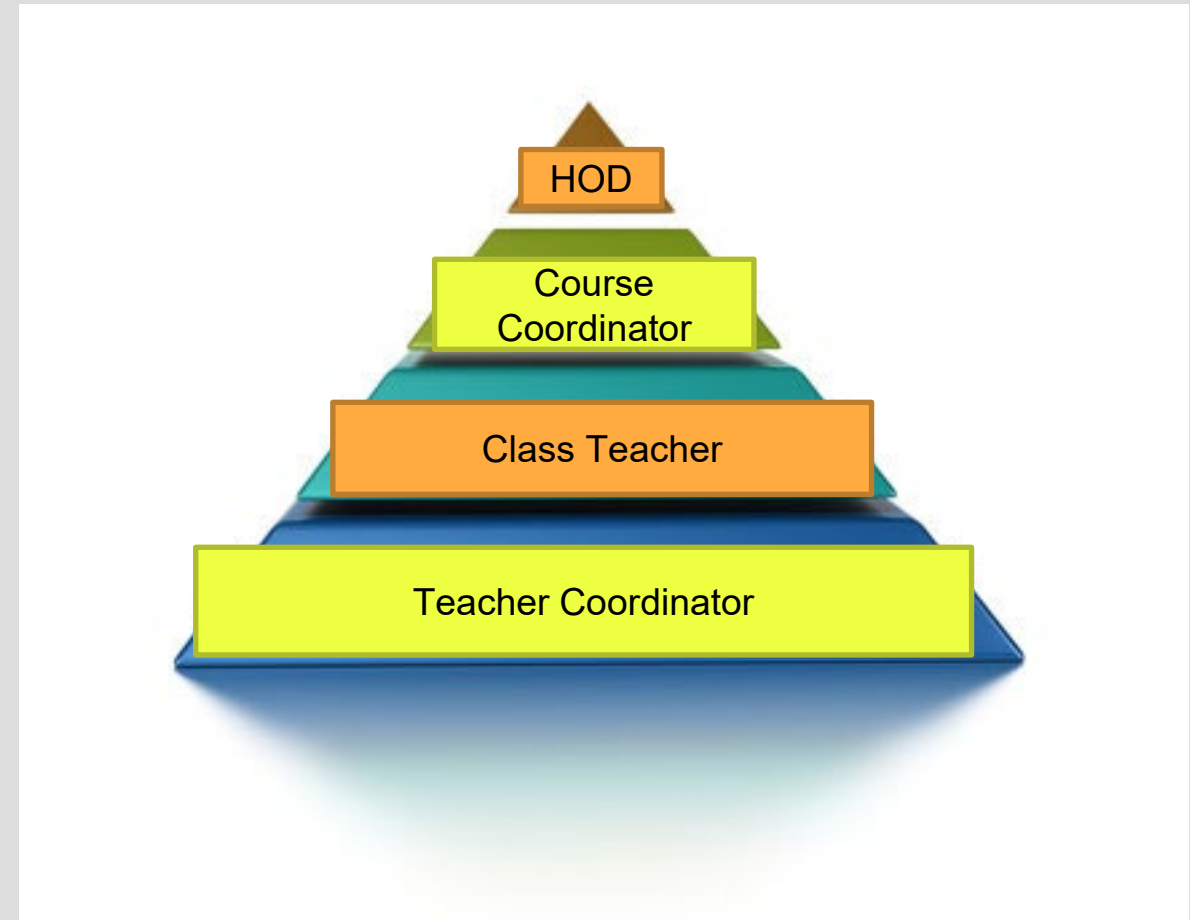 HOD
Course
Coordinator
Class Teacher
Teacher Coordinator